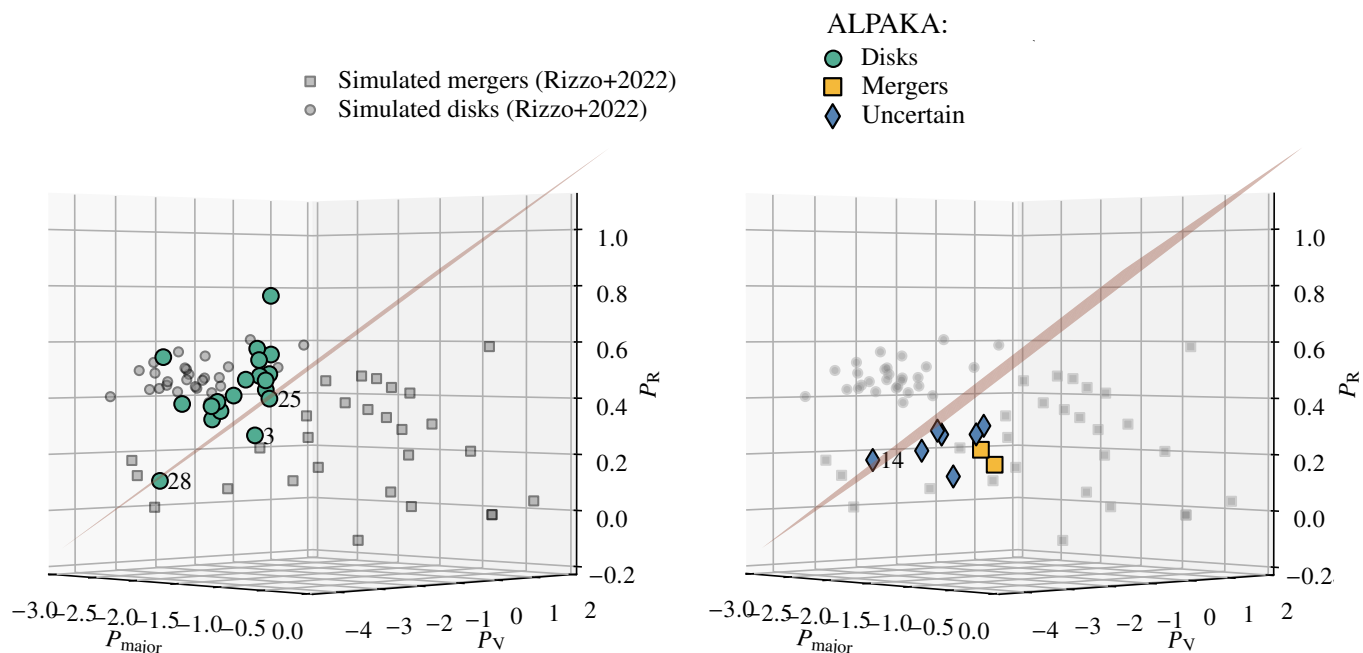 ALPAKA:
Disks
Mergers
Uncertain
Simulated mergers (Rizzo+2022)
Simulated disks (Rizzo+2022)
1.0
0.8
0.6
0.4
0.2
0.0
−0.2
P_R
25
3
28
−3.0 −2.5 −2.0 −1.5 −1.0 −0.5 0.0
P_major
−4 −3 −2 −1 0 1 2
P_V
1.0
0.8
0.6
0.4
0.2
0.0
−0.2
P_R
14
−3.0 −2.5 −2.0 −1.5 −1.0 −0.5 0.0
P_major
−4 −3 −2 −1 0 1 2
P_V